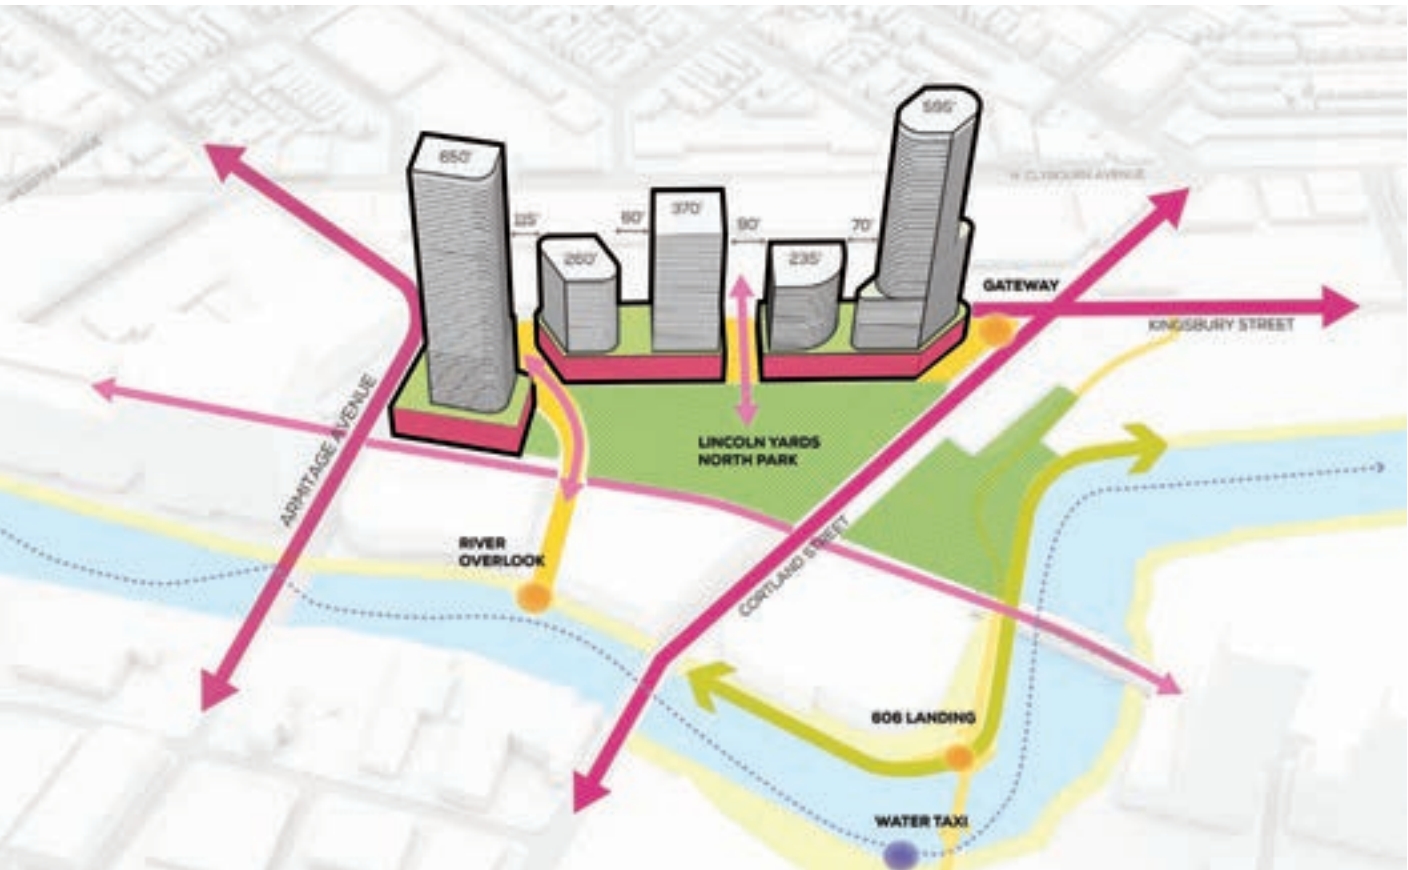 595'
650'
N CLYBOURN AVENUE
370'
115'
60'
90'
70'
260'
235'
GATEWAY
KINGSBURY STREET
ARMITAGE AVENUE
LINCOLN YARDS
NORTH PARK
RIVER
OVERLOOK
CORTLAND STREET
606 LANDING
WATER TAXI